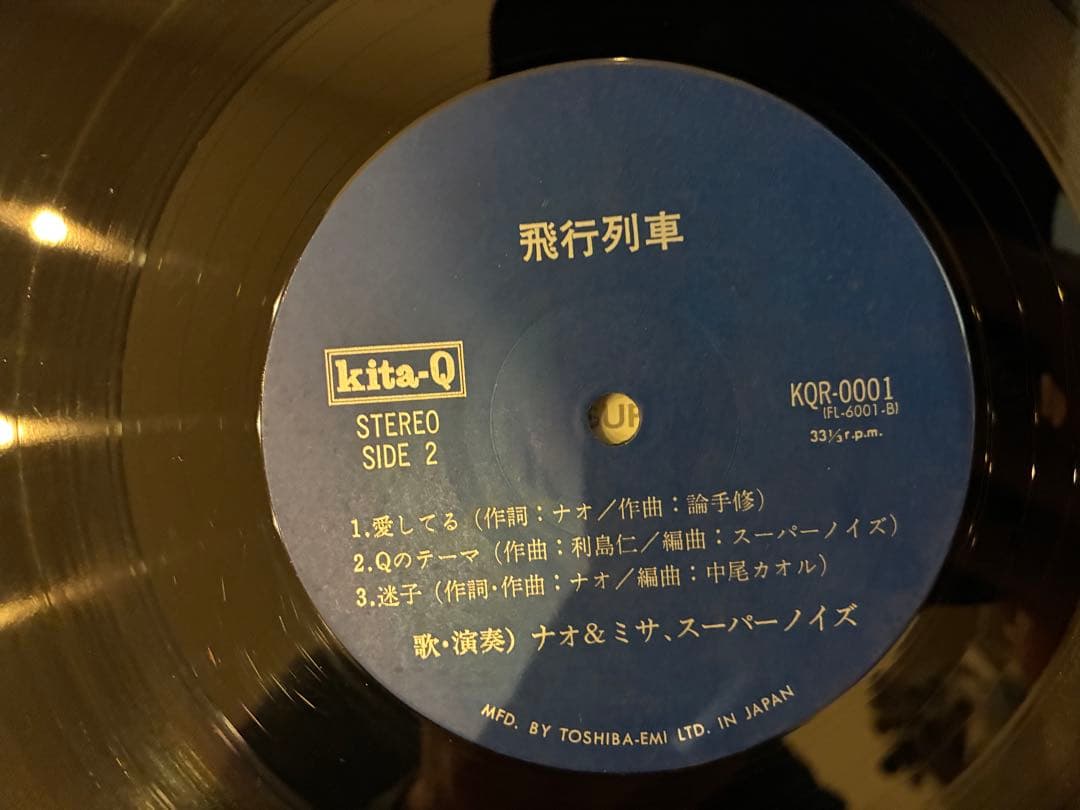 飛行列車
kita-Q
STEREO
SIDE 2
KQR-0001
(FL-6001-B)
33⅓ r.p.m.
1.愛してる (作詞:ナオ/作曲:論手修)
2.Qのテーマ (作曲:利島仁/編曲:スーパーノイズ)
3.迷子 (作詞・作曲:ナオ/編曲:中尾カオル)
歌・演奏) ナオ&ミサ、スーパーノイズ
MFD. BY TOSHIBA-EMI LTD. IN JAPAN